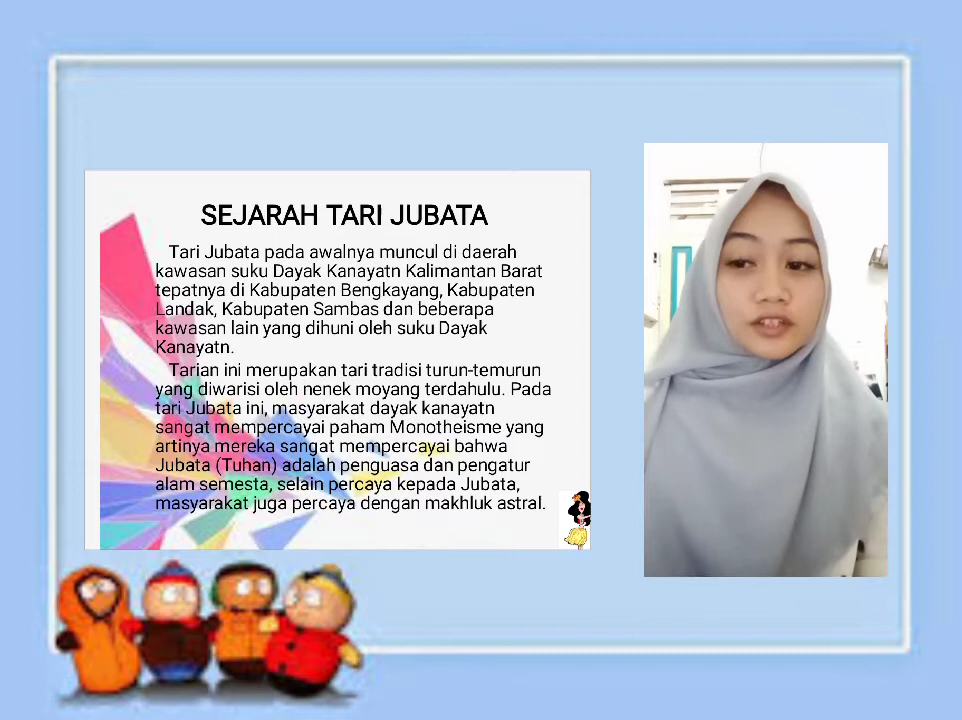 SEJARAH TARI JUBATA
Tari Jubata pada awalnya muncul di daerah
kawasan suku Dayak Kanayatn Kalimantan Barat
tepatnya di Kabupaten Bengkayang, Kabupaten
Landak, Kabupaten Sambas dan beberapa
kawasan lain yang dihuni oleh suku Dayak
Kanayatn.
Tarian ini merupakan tari tradisi turun-temurun
yang diwarisi oleh nenek moyang terdahulu. Pada
tari Jubata ini, masyarakat dayak kanayatn
sangat mempercayai paham Monotheisme yang
artinya mereka sangat mempercayai bahwa
Jubata (Tuhan) adalah penguasa dan pengatur
alam semesta, selain percaya kepada Jubata,
masyarakat juga percaya dengan makhluk astral.